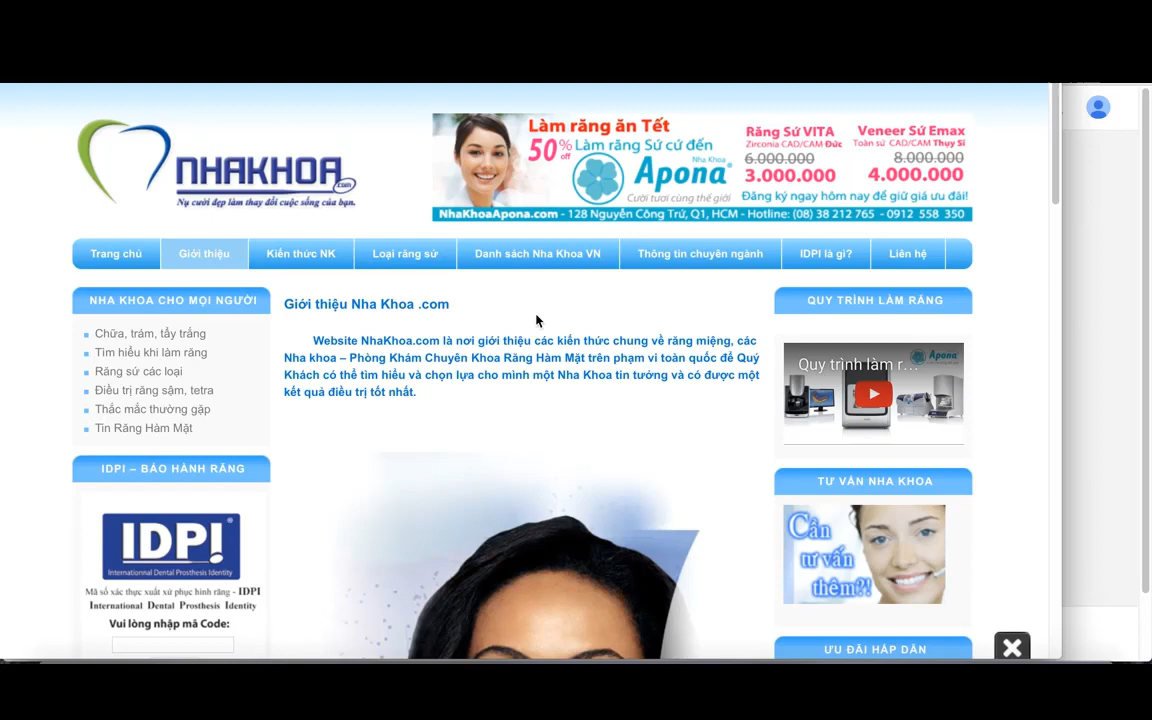 NHAKHOA.com
Nụ cười đẹp làm thay đổi cuộc sống của bạn.
Làm răng ăn Tết
50% off Làm răng Sứ cứ đến
Nha Khoa
Apona
Cười tươi cùng thế giới
Răng Sứ VITA
Zirconia CAD/CAM Đức
6.000.000
3.000.000
Veneer Sứ Emax
Toàn sứ CAD/CAM Thụy Sĩ
8.000.000
4.000.000
Đăng ký ngay hôm nay để giữ giá ưu đãi!
NhaKhoaApona.com - 128 Nguyễn Công Trứ, Q1, HCM - Hotline: (08) 38 212 765 - 0912 558 350
Trang chủ Giới thiệu Kiến thức NK Loại răng sứ Danh sách Nha Khoa VN Thông tin chuyên ngành IDPI là gì? Liên hệ
NHA KHOA CHO MỌI NGƯỜI
Chữa, trám, tẩy trắng
Tìm hiểu khi làm răng
Răng sứ các loại
Điều trị răng sậm, tetra
Thắc mắc thường gặp
Tin Răng Hàm Mặt
IDPI – BẢO HÀNH RĂNG
IDPI
International Dental Prosthesis Identity
Mã số xác thực xuất xứ phục hình răng - IDPI
International Dental Prosthesis Identity
Vui lòng nhập mã Code:
Giới thiệu Nha Khoa .com
Website NhaKhoa.com là nơi giới thiệu các kiến thức chung về răng miệng, các
Nha khoa – Phòng Khám Chuyên Khoa Răng Hàm Mặt trên phạm vi toàn quốc để Quý
Khách có thể tìm hiểu và chọn lựa cho mình một Nha Khoa tin tưởng và có được một
kết quả điều trị tốt nhất.
QUY TRÌNH LÀM RĂNG
Quy trình làm r...
Apona
TƯ VẤN NHA KHOA
Cần
tư vấn
thêm?!
ƯU ĐÃI HẤP DẪN